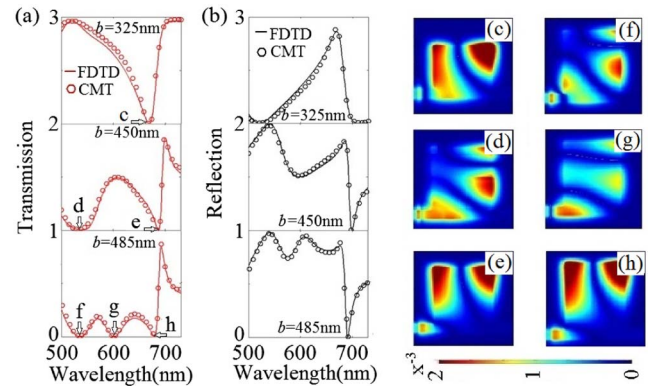 (a)
(b)
(c)
(f)
3
b=325nm
FDTD
CMT
c
2
b=450nm
d
e
1
b=485nm
f
g
h
0
500
600
700
Wavelength(nm)
Transmission
3
FDTD
CMT
b=325nm
2
b=450nm
1
b=485nm
0
500
600
700
Wavelength(nm)
Reflection
(d)
(g)
(e)
(h)
x⁻³
2
1
0